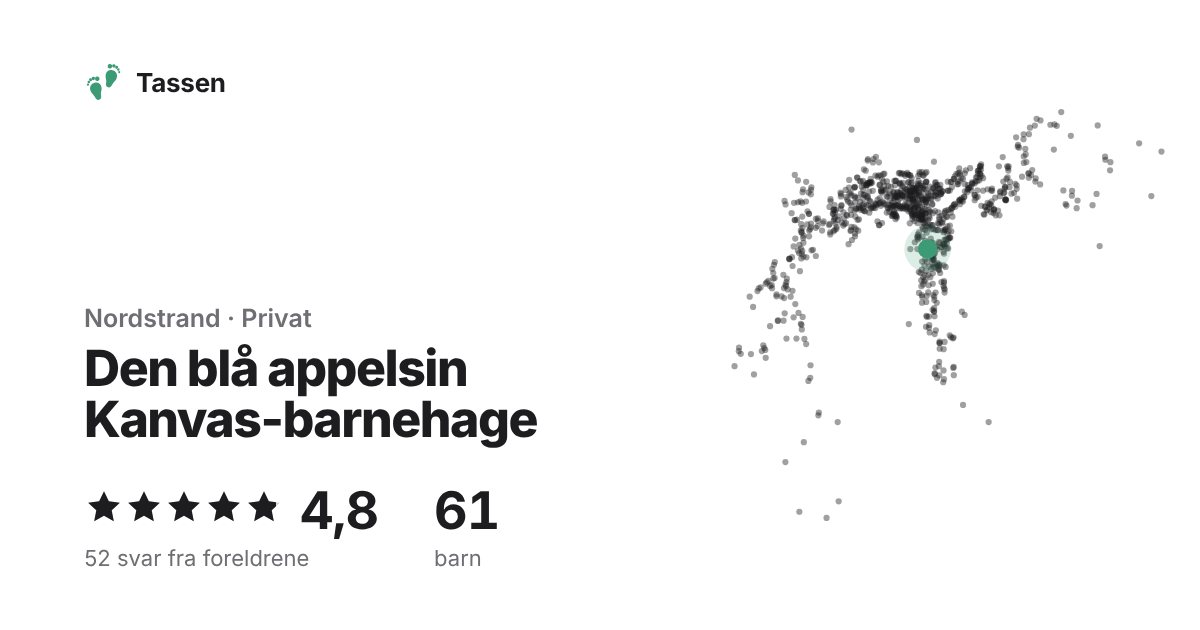 Tassen
Nordstrand · Privat
Den blå appelsin
Kanvas-barnehage
4,8
61
52 svar fra foreldrene
barn